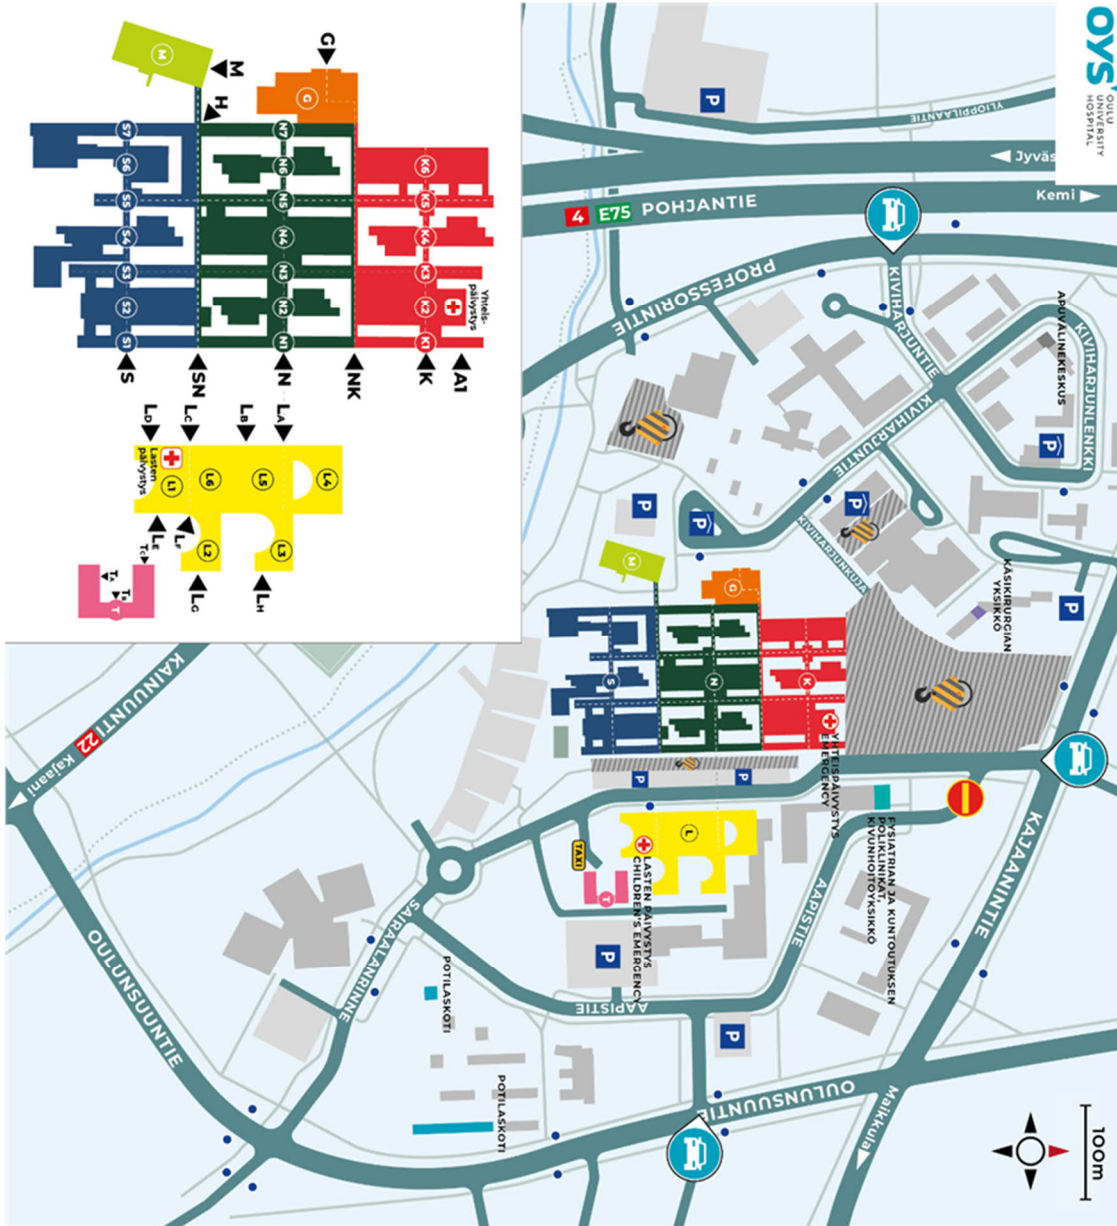 OYS
OULU
UNIVERSITY
HOSPITAL
100m
Jyväs
Kemi
YLIOPPILANTIE
4 E75 POHJANTIE
PROFESSORINTIE
KIVIHARJUNTIE
KIVIHARJUNLENKKI
APUVÄLINEKESKUS
KIVIHARJUNTIE
KIVIHARJUNKUJA
KÄSIKIRURGIAN
YKSIKKÖ
P
P
P
P
P
P
P
P
P
P
M
G
S
N
K
YHTEISPÄIVYSTYS
EMERGENCY
L
LASTEN PÄIVYSTYS
CHILDREN'S EMERGENCY
TAXI
T
FYSIATRIAN JA KUNTOUTUKSEN
POLIKLINIKAT,
KIVUNHOITOYKSIKKÖ
KAJAANINTIE
AAPISTIE
AAPISTIE
SAIRAALANRINNE
POTILASKOTI
POTILASKOTI
OULUNSUUNTIE
OULUNSUUNTIE
Maikkula
KAINUUNTI 22
Kajaani
G
M
H
M
G
S7
S6
S5
S4
S3
S2
S1
N7
N6
N5
N4
N3
N2
N1
K6
K5
K4
K3
K2
K1
Yhteis-
päivystys
S
SN
N
NK
K
A1
LD
LC
LB
LA
Lasten
päivystys
L1
L6
L5
L4
L2
L3
LE
LF
LG
LH
TC
TA
TB
T